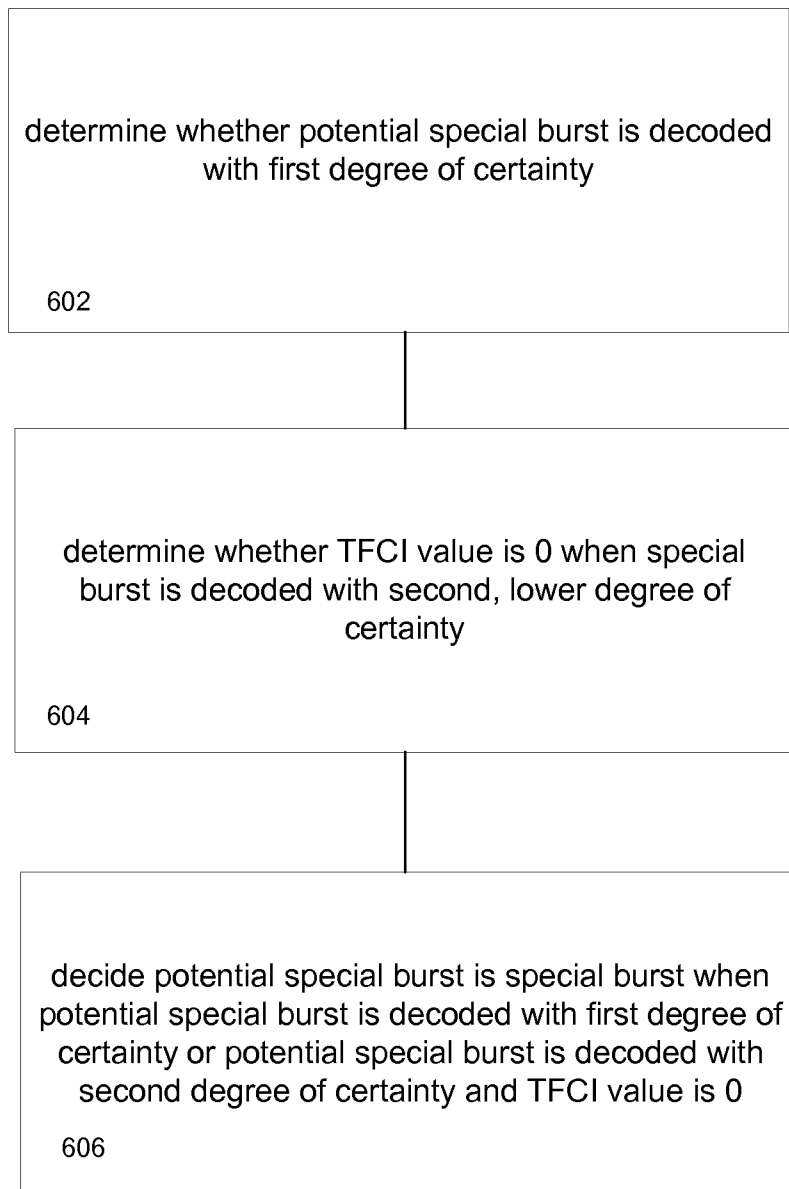 determine whether potential special burst is decoded
with first degree of certainty
602
determine whether TFCI value is 0 when special
burst is decoded with second, lower degree of
certainty
604
decide potential special burst is special burst when
potential special burst is decoded with first degree of
certainty or potential special burst is decoded with
second degree of certainty and TFCI value is 0
606